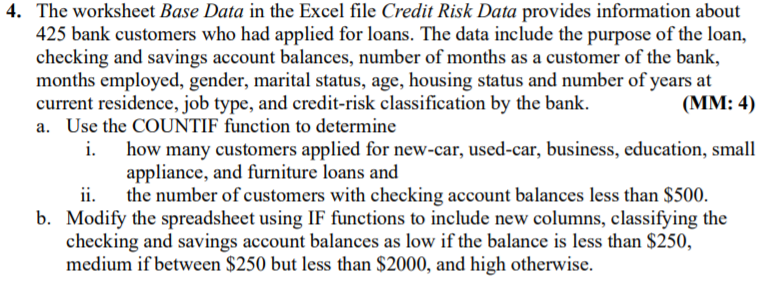 4. The worksheet Base Data in the Excel file Credit Risk Data provides information about
425 bank customers who had applied for loans. The data include the purpose of the loan,
checking and savings account balances, number of months as a customer of the bank,
months employed, gender, marital status, age, housing status and number of years at
current residence, job type, and credit-risk classification by the bank. (MM: 4)
a. Use the COUNTIF function to determine
i. how many customers applied for new-car, used-car, business, education, small
appliance, and furniture loans and
ii. the number of customers with checking account balances less than $500.
b. Modify the spreadsheet using IF functions to include new columns, classifying the
checking and savings account balances as low if the balance is less than $250,
medium if between $250 but less than $2000, and high otherwise.